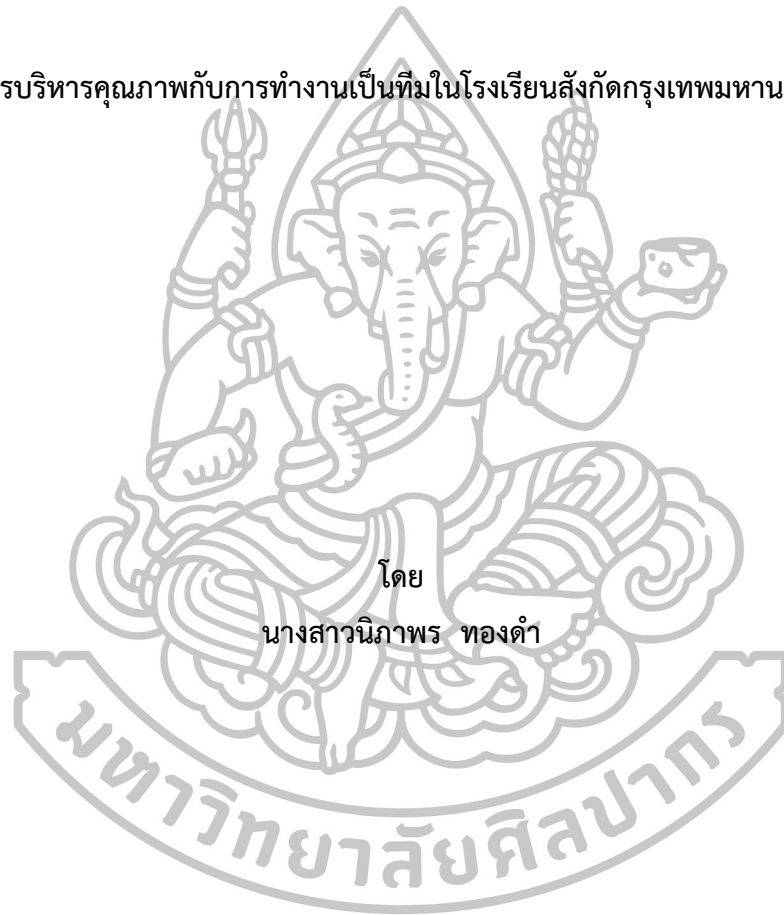 รบริหารคุณภาพกับการทำงานเป็นทีมในโรงเรียนสังกัดกรุงเทพมหาน
โดย
นางสาวนิภาพร ทองดำ
มหาวิทยาลัยศิลปากร